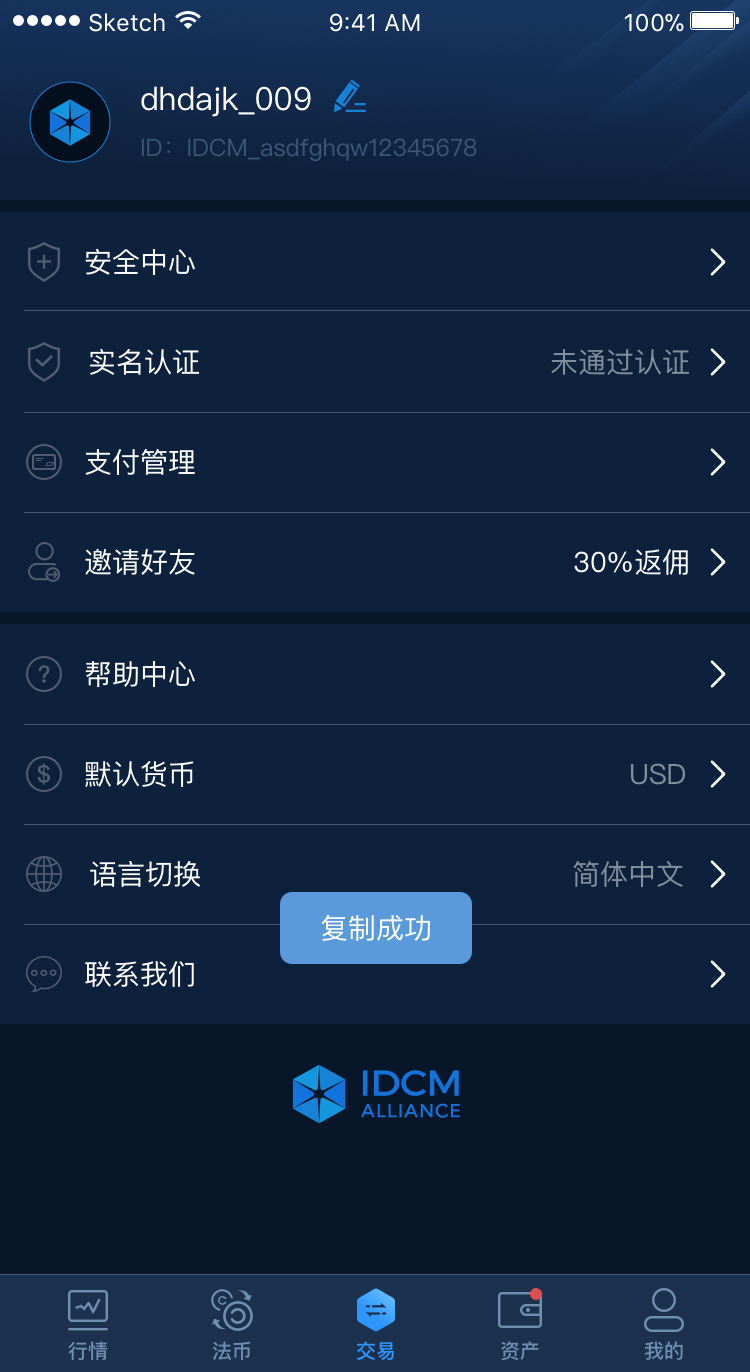 Sketch 9:41 AM 100%
dhdajk_009
ID: IDCM_asdfghqw12345678
安全中心
实名认证 未通过认证
支付管理
邀请好友 30%返佣
帮助中心
默认货币 USD
语言切换 简体中文
复制成功
联系我们
IDCM
ALLIANCE
行情 法币 交易 资产 我的